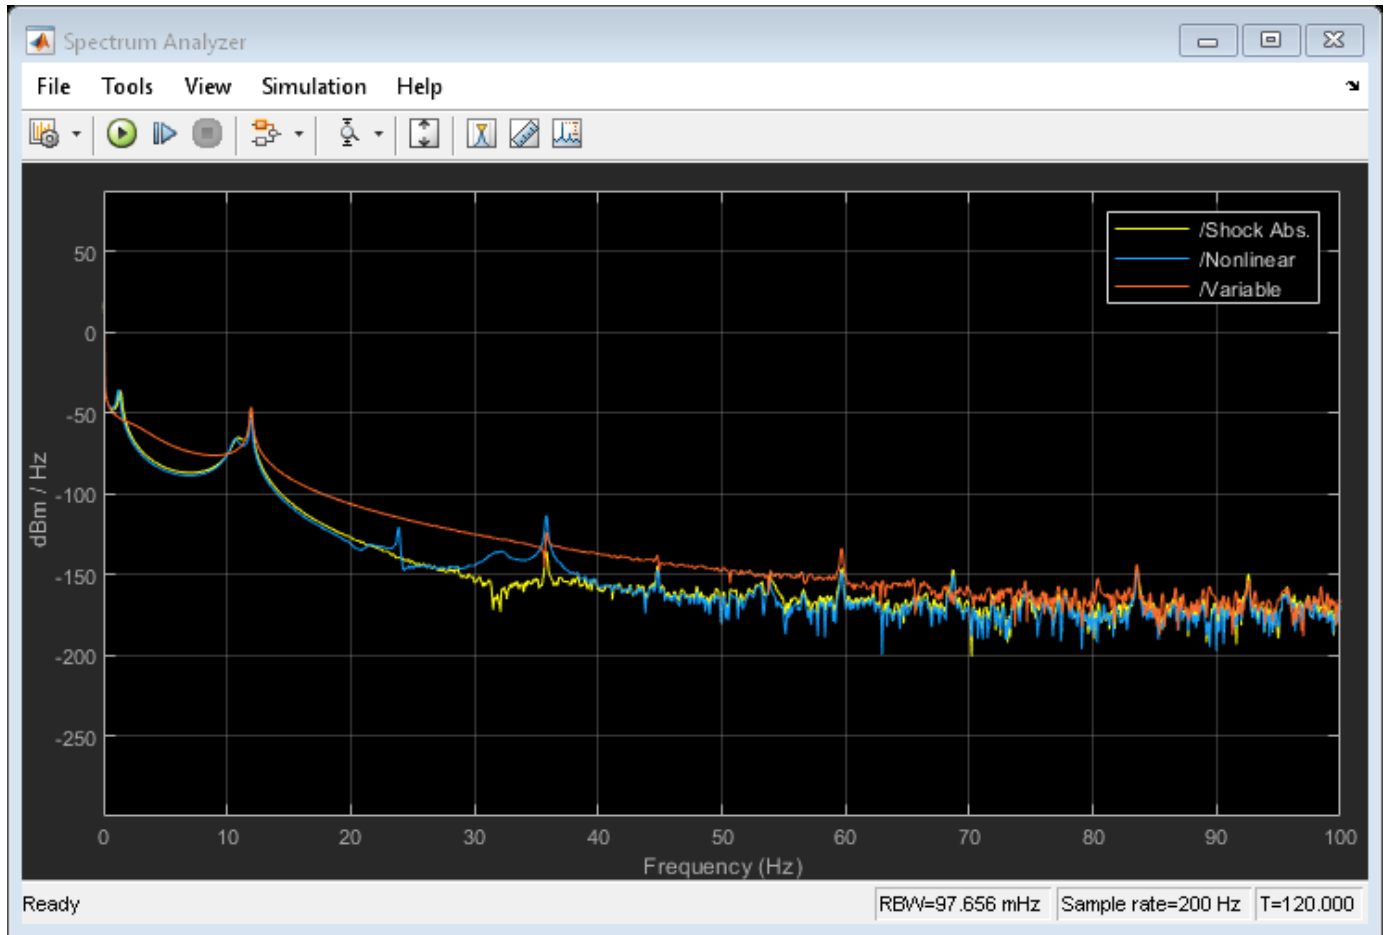 Spectrum Analyzer
File Tools View Simulation Help
/Shock Abs.
/Nonlinear
/Variable
50
0
-50
-100
-150
-200
-250
dBm / Hz
0 10 20 30 40 50 60 70 80 90 100
Frequency (Hz)
Ready RBW=97.656 mHz Sample rate=200 Hz T=120.000